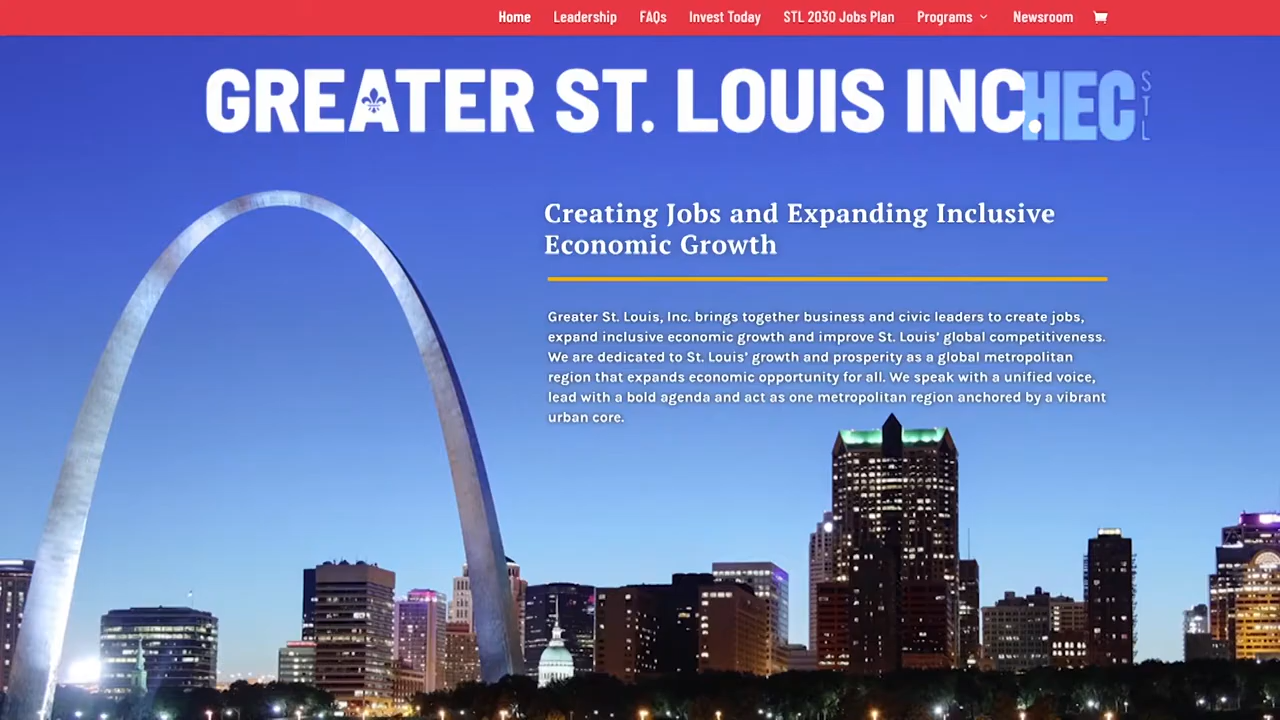 Home Leadership FAQs Invest Today STL 2030 Jobs Plan Programs Newsroom
GREATER ST. LOUIS INC.
HEC
STL
Creating Jobs and Expanding Inclusive
Economic Growth
Greater St. Louis, Inc. brings together business and civic leaders to create jobs,
expand inclusive economic growth and improve St. Louis’ global competitiveness.
We are dedicated to St. Louis’ growth and prosperity as a global metropolitan
region that expands economic opportunity for all. We speak with a unified voice,
lead with a bold agenda and act as one metropolitan region anchored by a vibrant
urban core.